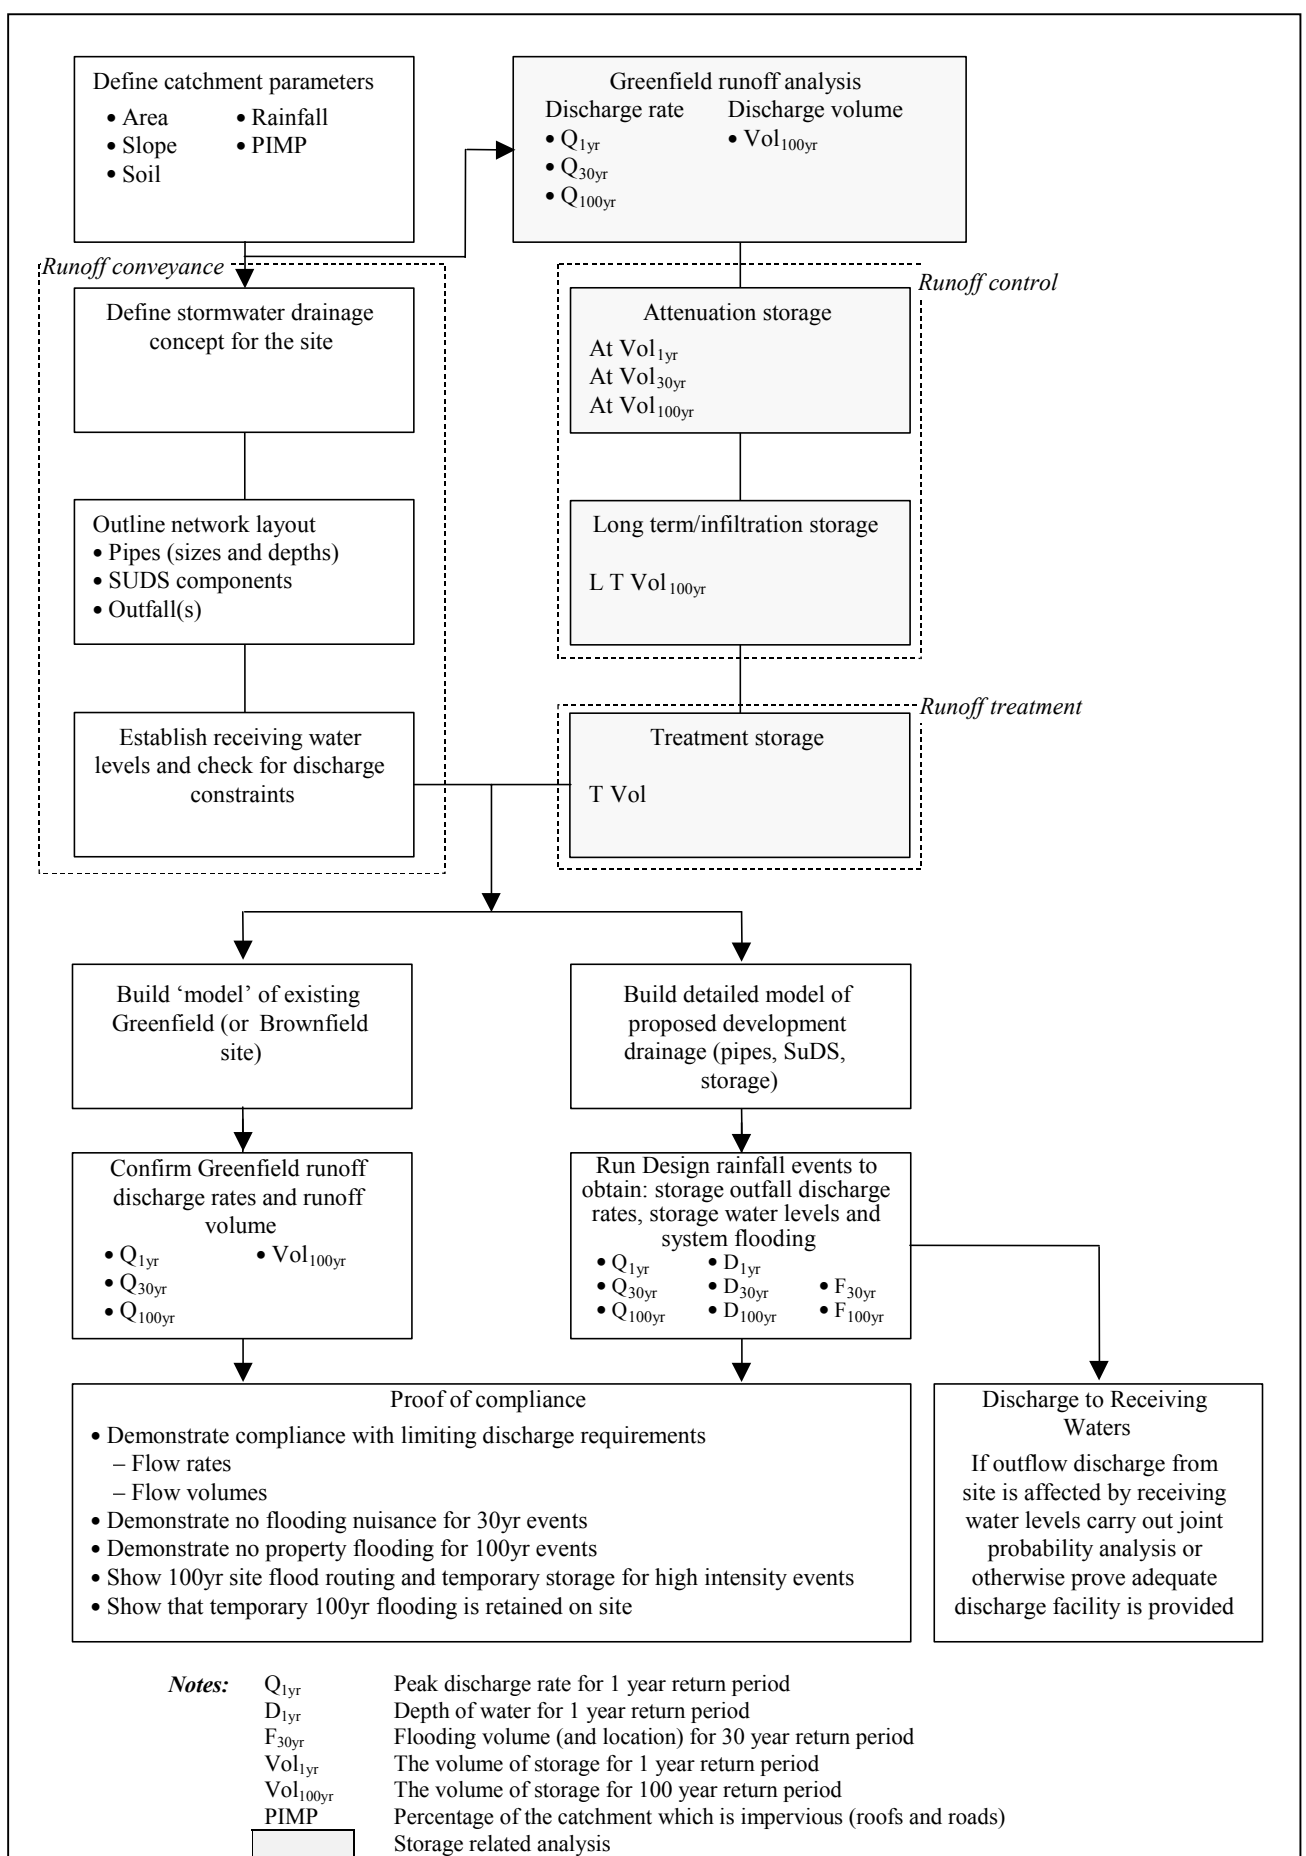 Define catchment parameters
• Area • Rainfall
• Slope • PIMP
• Soil
Greenfield runoff analysis
Discharge rate Discharge volume
• Q1yr • Vol100yr
• Q30yr
• Q100yr
Runoff conveyance
Define stormwater drainage
concept for the site
Outline network layout
• Pipes (sizes and depths)
• SUDS components
• Outfall(s)
Establish receiving water
levels and check for discharge
constraints
Runoff control
Attenuation storage
At Vol1yr
At Vol30yr
At Vol100yr
Long term/infiltration storage
L T Vol100yr
Runoff treatment
Treatment storage
T Vol
Build ‘model’ of existing
Greenfield (or Brownfield
site)
Build detailed model of
proposed development
drainage (pipes, SuDS,
storage)
Confirm Greenfield runoff
discharge rates and runoff
volume
• Q1yr • Vol100yr
• Q30yr
• Q100yr
Run Design rainfall events to
obtain: storage outfall discharge
rates, storage water levels and
system flooding
• Q1yr • D1yr
• Q30yr • D30yr • F30yr
• Q100yr • D100yr • F100yr
Proof of compliance
• Demonstrate compliance with limiting discharge requirements
– Flow rates
– Flow volumes
• Demonstrate no flooding nuisance for 30yr events
• Demonstrate no property flooding for 100yr events
• Show 100yr site flood routing and temporary storage for high intensity events
• Show that temporary 100yr flooding is retained on site
Discharge to Receiving
Waters
If outflow discharge from
site is affected by receiving
water levels carry out joint
probability analysis or
otherwise prove adequate
discharge facility is provided
Notes: Q1yr Peak discharge rate for 1 year return period
D1yr Depth of water for 1 year return period
F30yr Flooding volume (and location) for 30 year return period
Vol1yr The volume of storage for 1 year return period
Vol100yr The volume of storage for 100 year return period
PIMP Percentage of the catchment which is impervious (roofs and roads)
Storage related analysis